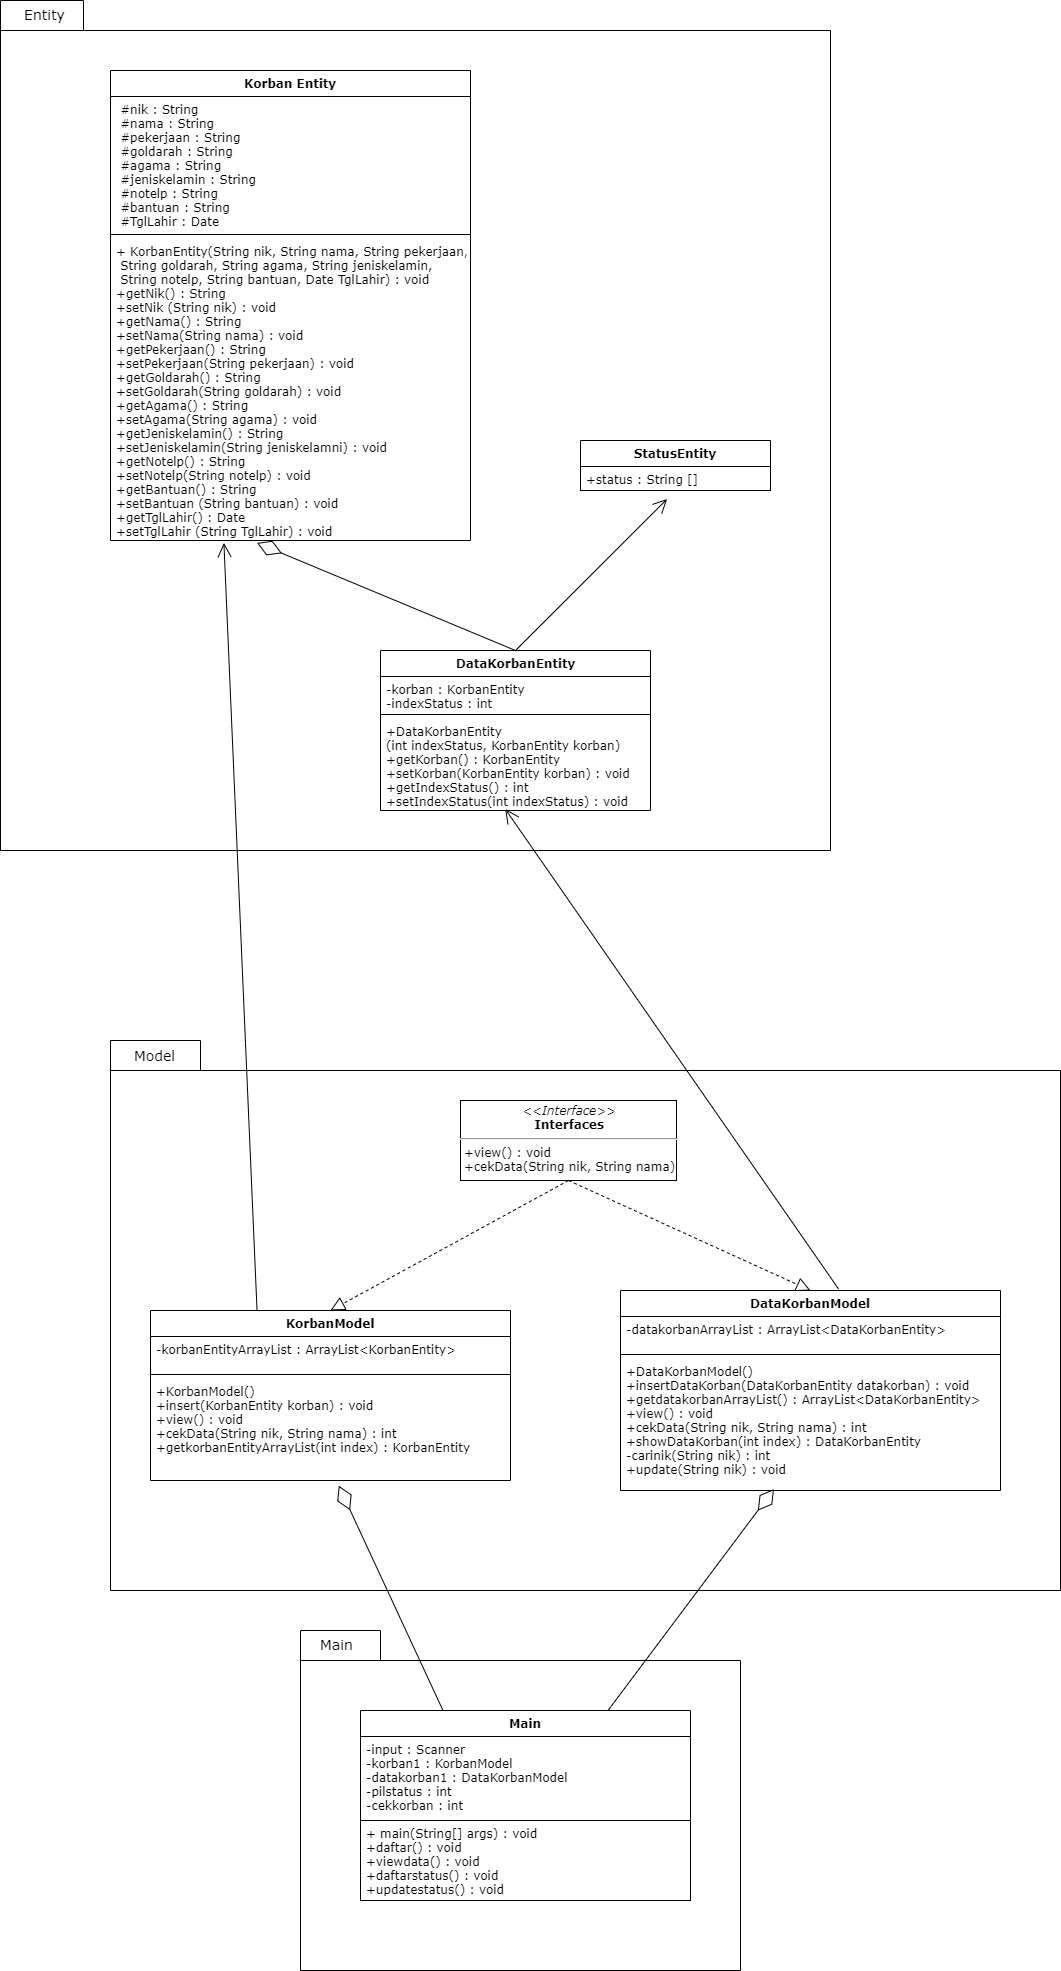 Entity
Korban Entity
#nik : String
#nama : String
#pekerjaan : String
#goldarah : String
#agama : String
#jeniskelamin : String
#notelp : String
#bantuan : String
#TglLahir : Date
+ KorbanEntity(String nik, String nama, String pekerjaan,
String goldarah, String agama, String jeniskelamin,
String notelp, String bantuan, Date TglLahir) : void
+getNik() : String
+setNik (String nik) : void
+getNama() : String
+setNama(String nama) : void
+getPekerjaan() : String
+setPekerjaan(String pekerjaan) : void
+getGoldarah() : String
+setGoldarah(String goldarah) : void
+getAgama() : String
+setAgama(String agama) : void
+getJeniskelamin() : String
+setJeniskelamin(String jeniskelamni) : void
+getNotelp() : String
+setNotelp(String notelp) : void
+getBantuan() : String
+setBantuan (String bantuan) : void
+getTglLahir() : Date
+setTglLahir (String TglLahir) : void
StatusEntity
+status : String []
DataKorbanEntity
-korban : KorbanEntity
-indexStatus : int
+DataKorbanEntity
(int indexStatus, KorbanEntity korban)
+getKorban() : KorbanEntity
+setKorban(KorbanEntity korban) : void
+getIndexStatus() : int
+setIndexStatus(int indexStatus) : void
Model
<<Interface>>
Interfaces
+view() : void
+cekData(String nik, String nama)
KorbanModel
-korbanEntityArrayList : ArrayList<KorbanEntity>
+KorbanModel()
+insert(KorbanEntity korban) : void
+view() : void
+cekData(String nik, String nama) : int
+getkorbanEntityArrayList(int index) : KorbanEntity
DataKorbanModel
-datakorbanArrayList : ArrayList<DataKorbanEntity>
+DataKorbanModel()
+insertDataKorban(DataKorbanEntity datakorban) : void
+getdatakorbanArrayList() : ArrayList<DataKorbanEntity>
+view() : void
+cekData(String nik, String nama) : int
+showDataKorban(int index) : DataKorbanEntity
-carinik(String nik) : int
+update(String nik) : void
Main
Main
-input : Scanner
-korban1 : KorbanModel
-datakorban1 : DataKorbanModel
-pilstatus : int
-cekkorban : int
+ main(String[] args) : void
+daftar() : void
+viewdata() : void
+daftarstatus() : void
+updatestatus() : void